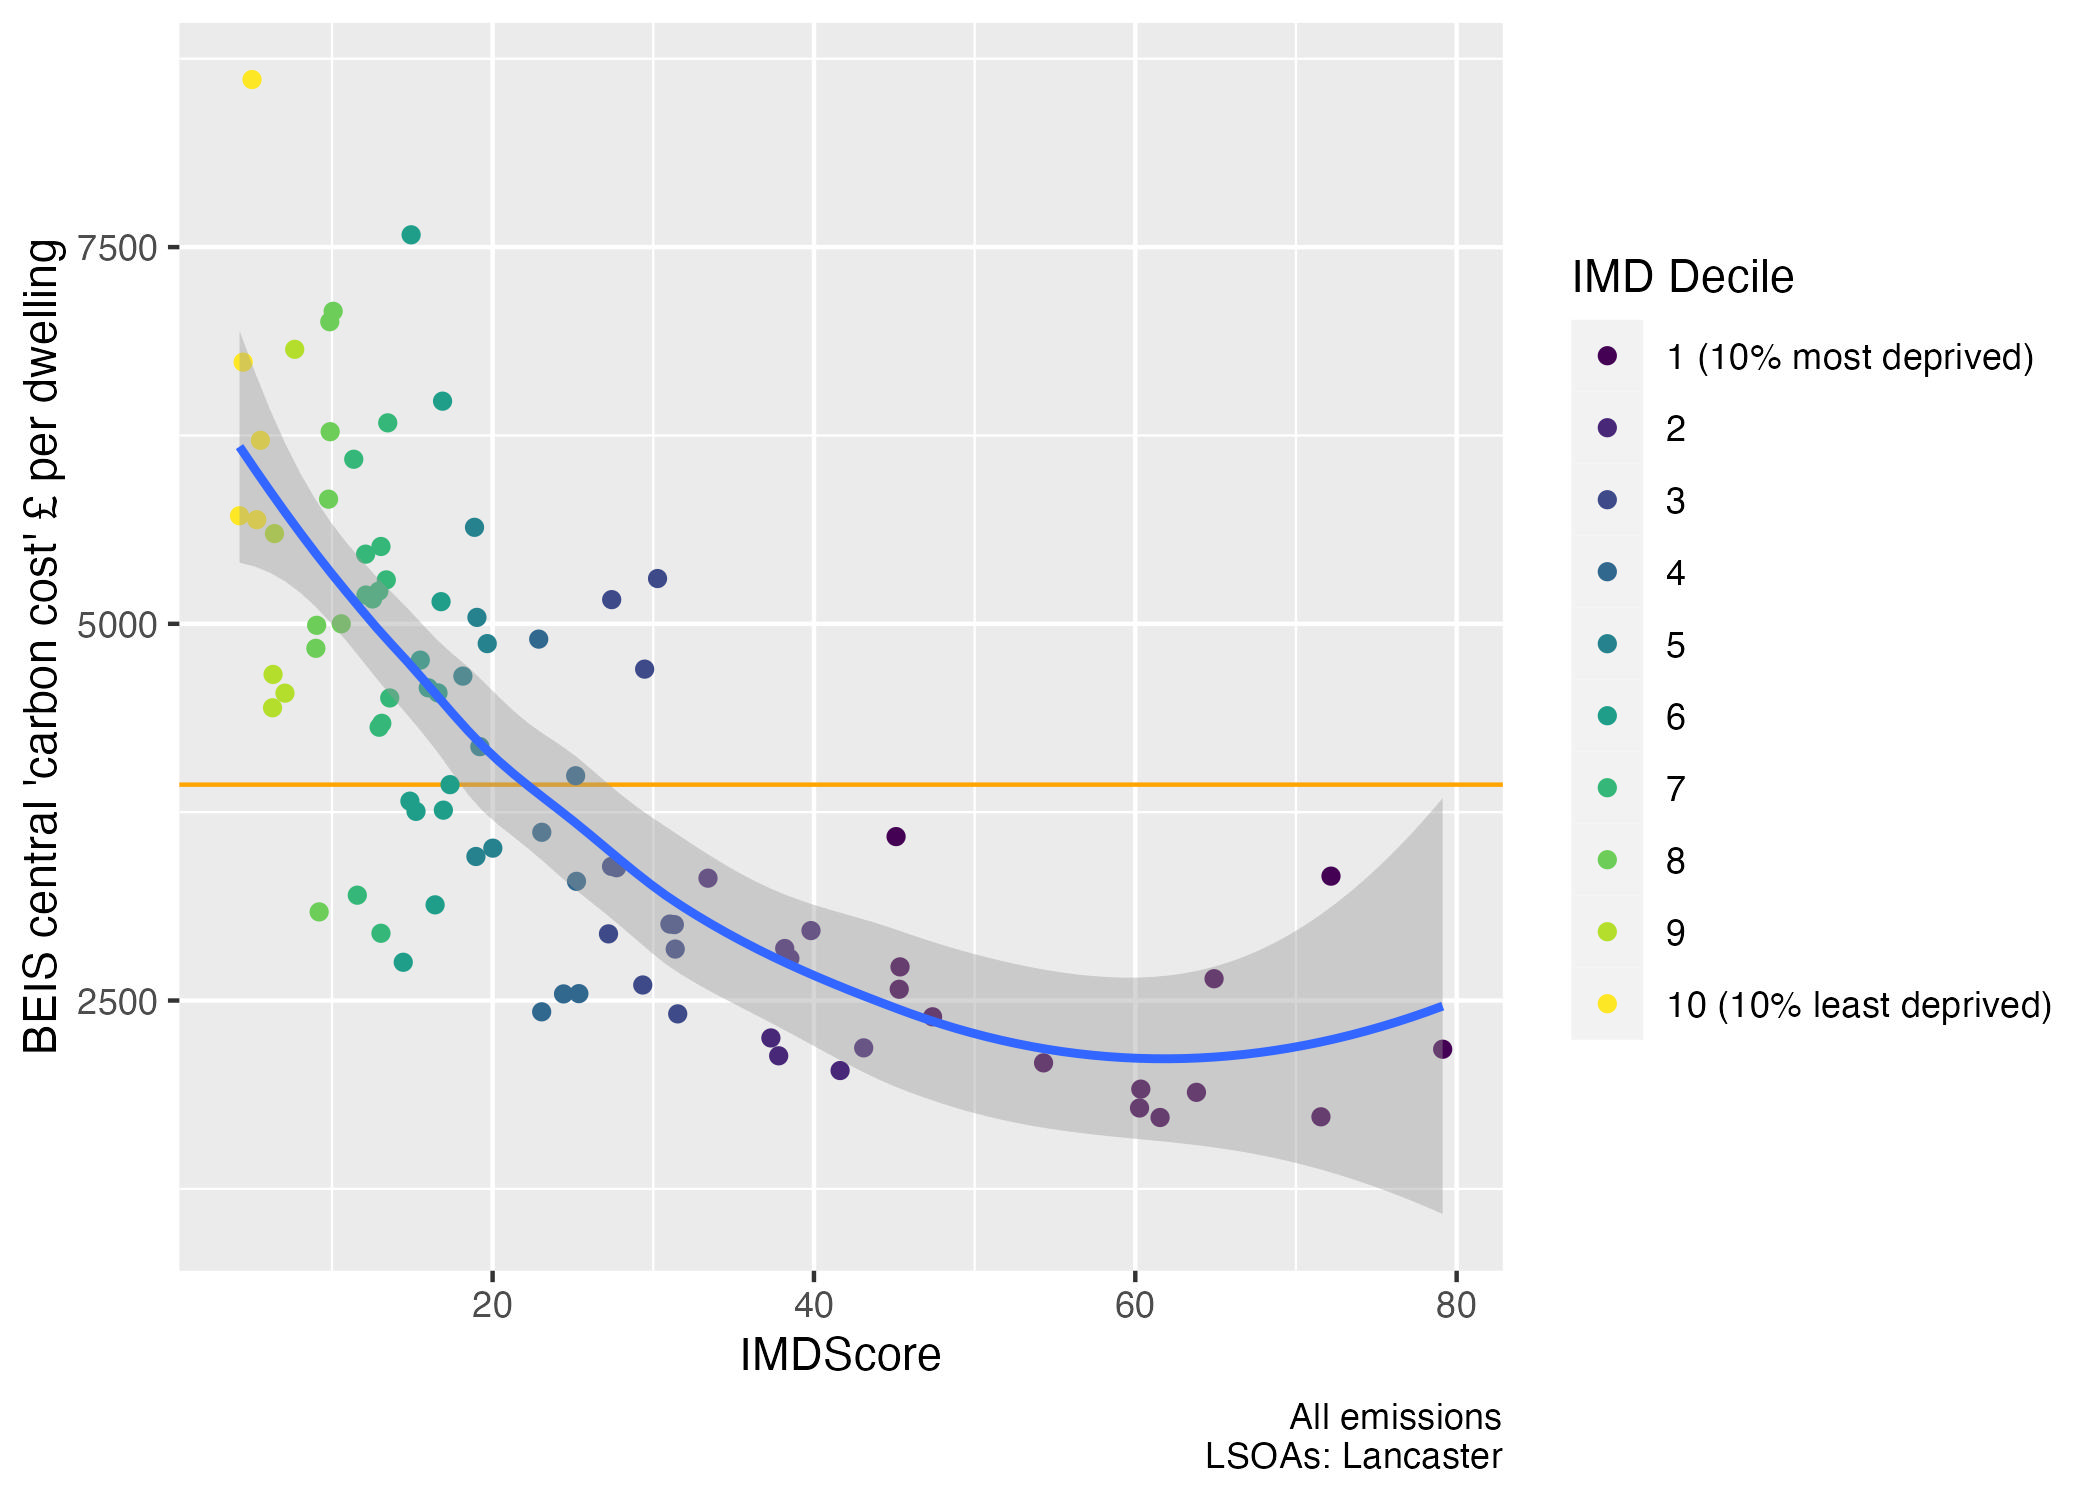 BEIS central 'carbon cost' £ per dwelling
7500
5000
2500
20
40
60
80
IMDScore
IMD Decile
1 (10% most deprived)
2
3
4
5
6
7
8
9
10 (10% least deprived)
All emissions
LSOAs: Lancaster